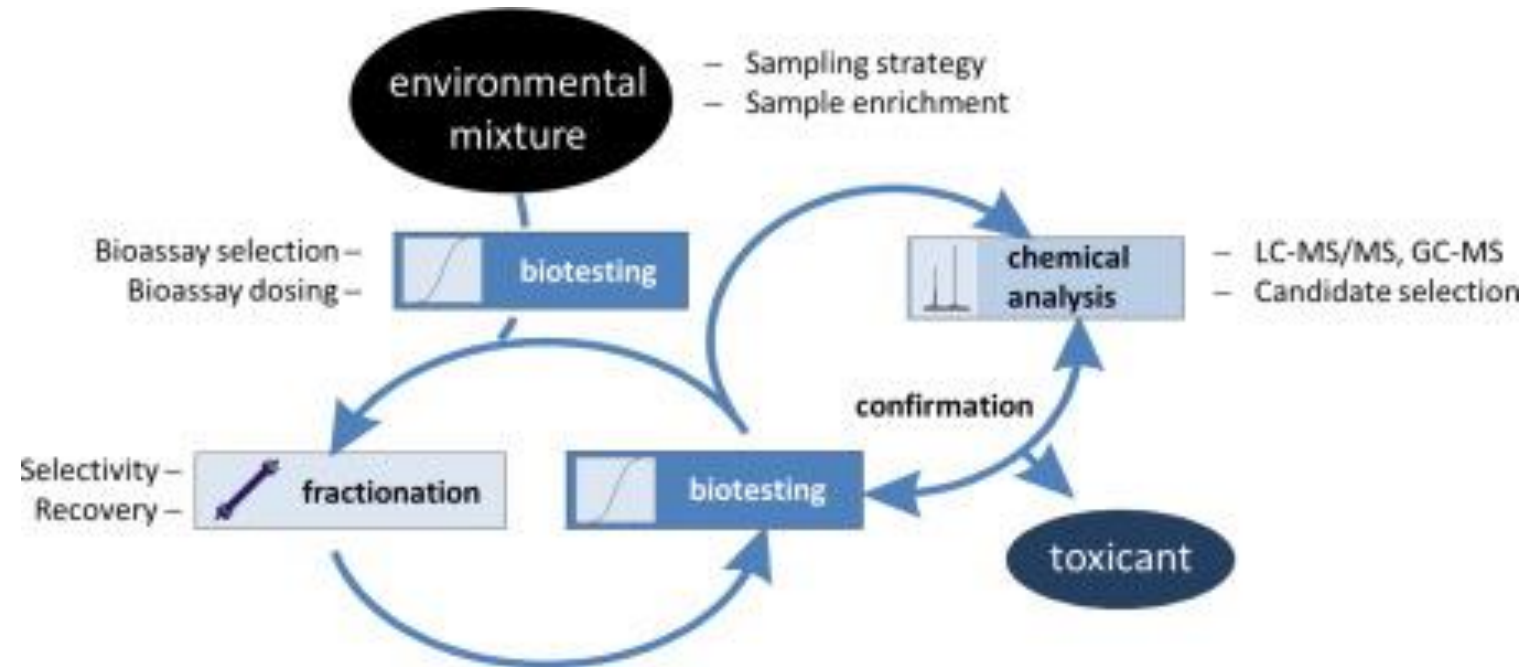 environmental
mixture
– Sampling strategy
– Sample enrichment
Bioassay selection –
Bioassay dosing –
biotesting
chemical
analysis
– LC-MS/MS, GC-MS
– Candidate selection
confirmation
Selectivity –
Recovery –
fractionation
biotesting
toxicant